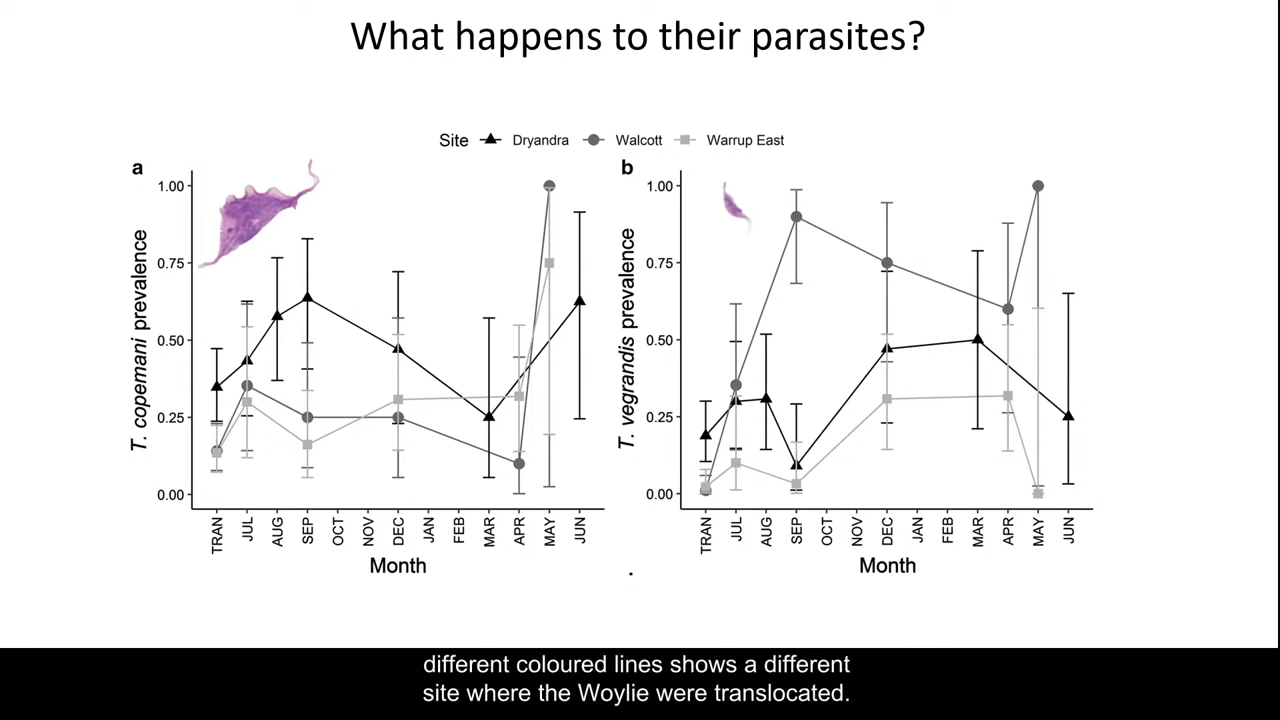 What happens to their parasites?
Site Dryandra Walcott Warrup East
a
1.00
0.75
0.50
0.25
0.00
T. copemani prevalence
TRAN JUL AUG SEP OCT NOV DEC JAN FEB MAR APR MAY JUN
Month
b
1.00
0.75
0.50
0.25
0.00
T. vegrandis prevalence
TRAN JUL AUG SEP OCT NOV DEC JAN FEB MAR APR MAY JUN
Month
.
different coloured lines shows a different
site where the Woylie were translocated.